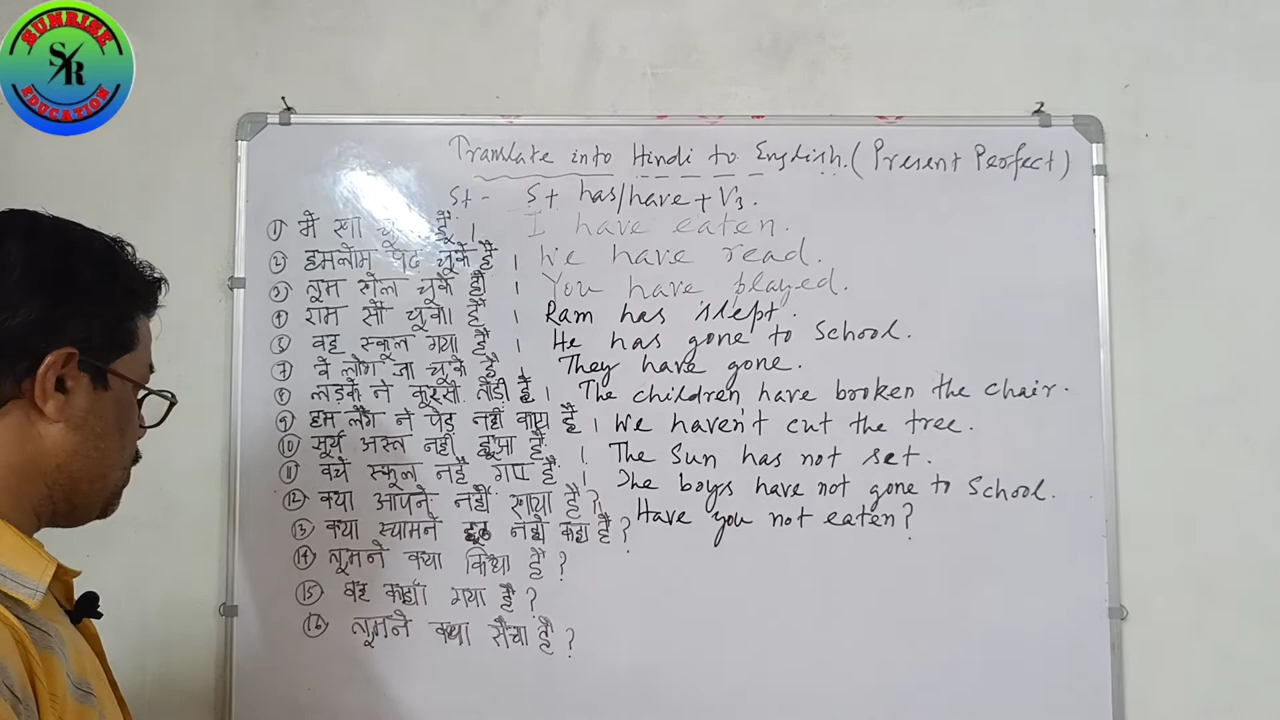 SUNRISE
SR
EDUCATION
Translate into Hindi to English. (Present Perfect)
St - S+ has/have + V3.
① में खा चूका हूँ । I have eaten.
② हमलोग पढ चूकें हैं । We have read.
③ तूम खेल चूके हो । You have played.
④ राम सो चूका हैं । Ram has slept.
⑤ वह स्कूल गया हैं । He has gone to School.
⑦ वे लोग जा चूके हैं । They have gone.
⑧ लड़के ने कूरसी तोडी हैं । The children have broken the chair.
⑨ हम लोग ने पेड़ नहीं काटा हैं । We haven't cut the tree.
⑩ सूर्य अस्त नहीं हूआ हैं । The Sun has not set.
⑪ बचें स्कूल नहीं गए हैं । The boys have not gone to School.
⑫ क्या आपने नहीं खाया हैं ? Have you not eaten?
⑬ क्या स्यामने नहीं कहा हैं ?
⑭ तूमने क्या किया हैं ?
⑮ वह कहाँ गया हैं ?
⑯ तूमने क्या सोचा हैं ?